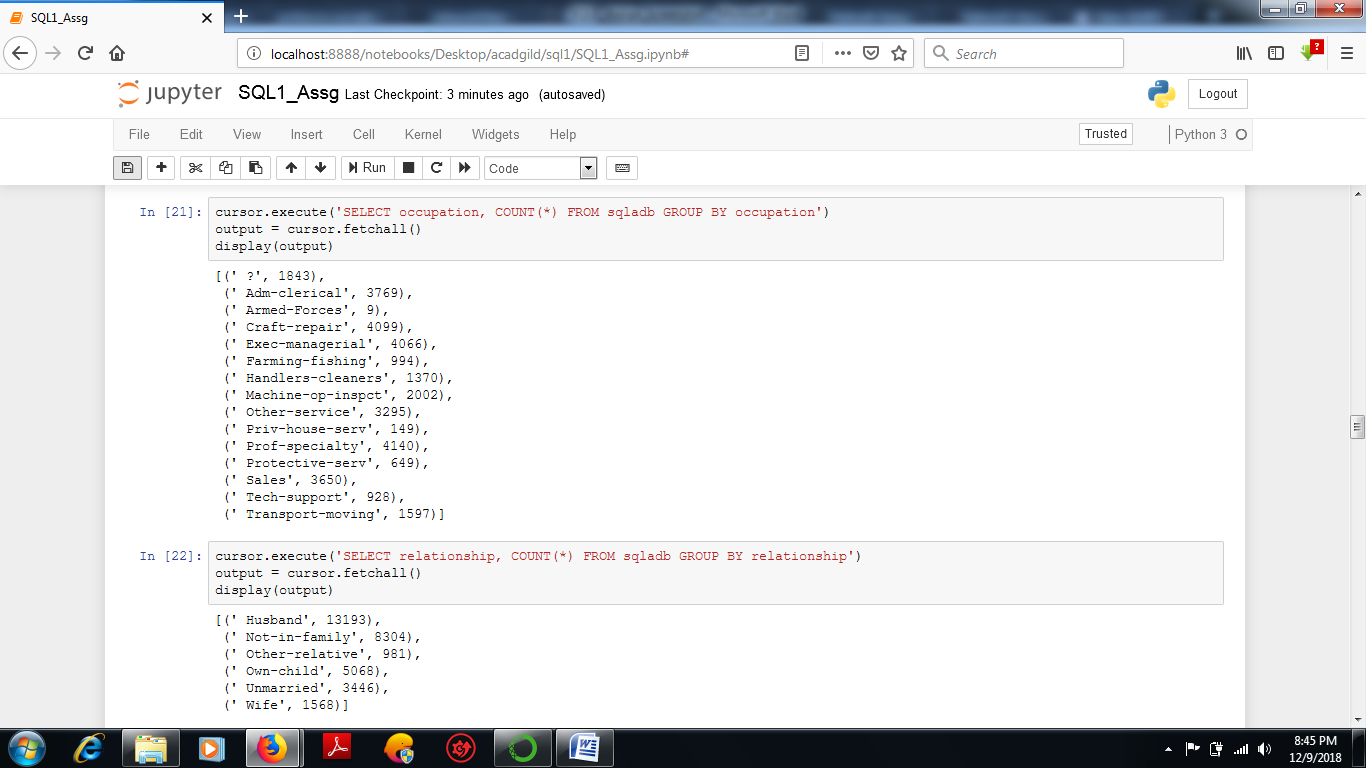 SQL1_Assg
localhost:8888/notebooks/Desktop/acadgild/sql1/SQL1_Assg.ipynb#
Search
?
jupyter SQL1_Assg Last Checkpoint: 3 minutes ago (autosaved)
Logout
File Edit View Insert Cell Kernel Widgets Help
Trusted
Python 3
Run
Code
In [21]: cursor.execute('SELECT occupation, COUNT(*) FROM sqladb GROUP BY occupation')
output = cursor.fetchall()
display(output)
[(' ?', 1843),
(' Adm-clerical', 3769),
(' Armed-Forces', 9),
(' Craft-repair', 4099),
(' Exec-managerial', 4066),
(' Farming-fishing', 994),
(' Handlers-cleaners', 1370),
(' Machine-op-inspct', 2002),
(' Other-service', 3295),
(' Priv-house-serv', 149),
(' Prof-specialty', 4140),
(' Protective-serv', 649),
(' Sales', 3650),
(' Tech-support', 928),
(' Transport-moving', 1597)]
In [22]: cursor.execute('SELECT relationship, COUNT(*) FROM sqladb GROUP BY relationship')
output = cursor.fetchall()
display(output)
[(' Husband', 13193),
(' Not-in-family', 8304),
(' Other-relative', 981),
(' Own-child', 5068),
(' Unmarried', 3446),
(' Wife', 1568)]
8:45 PM
12/9/2018